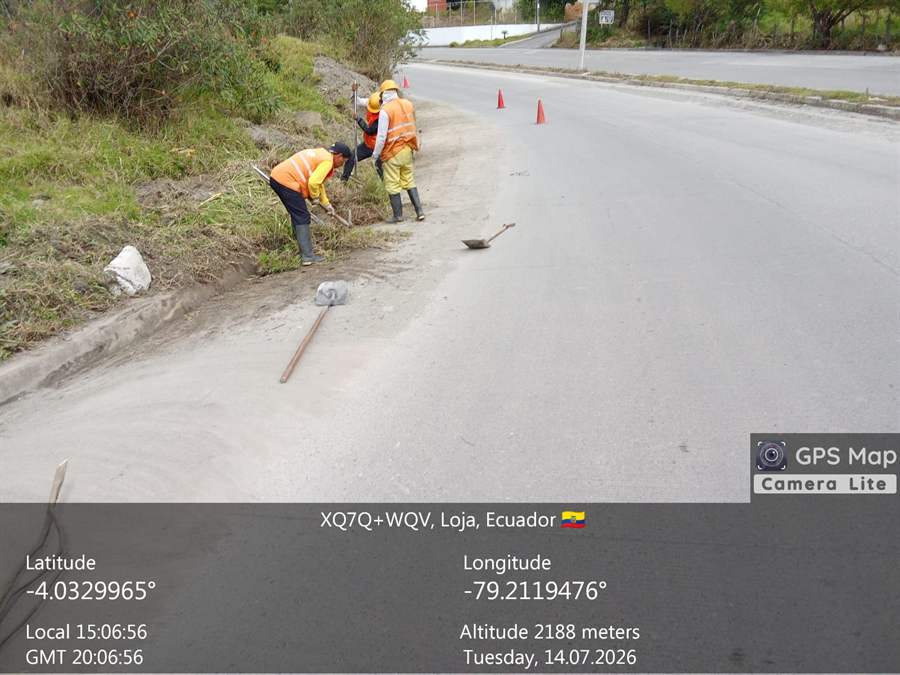 GPS Map
Camera Lite
XQ7Q+WQV, Loja, Ecuador 🇪🇨
Latitude
-4.0329965°
Longitude
-79.2119476°
Local 15:06:56
GMT 20:06:56
Altitude 2188 meters
Tuesday, 14.07.2026